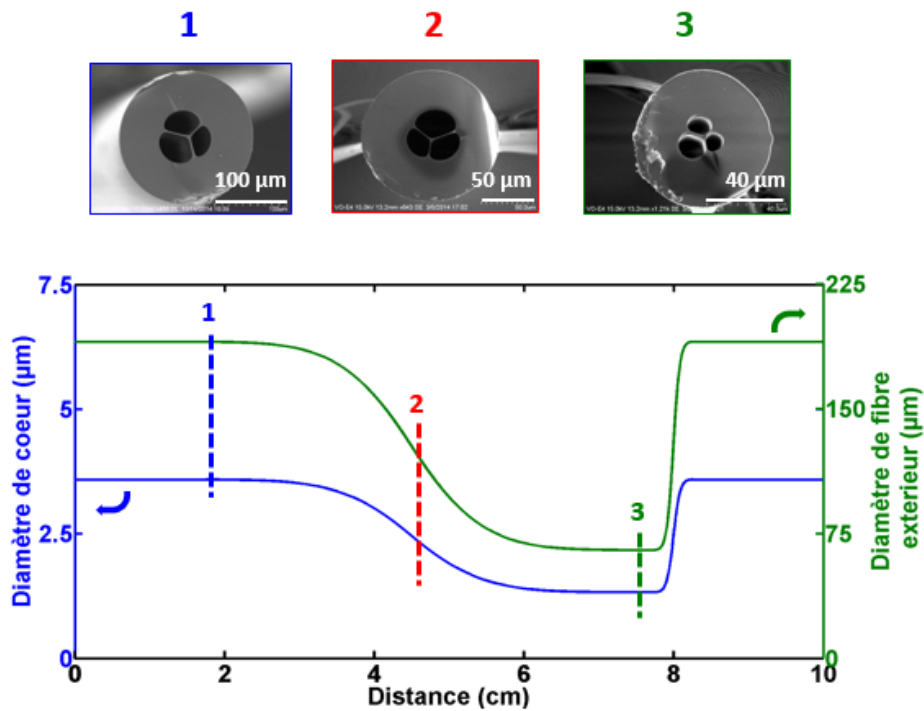 1 2 3
100 µm 50 µm 40 µm
7.5 225
1
Diamètre de coeur (µm)
5 150
2
Diamètre de fibre
exterieur (µm)
2.5 75
3
0 0
0 2 4 6 8 10
Distance (cm)